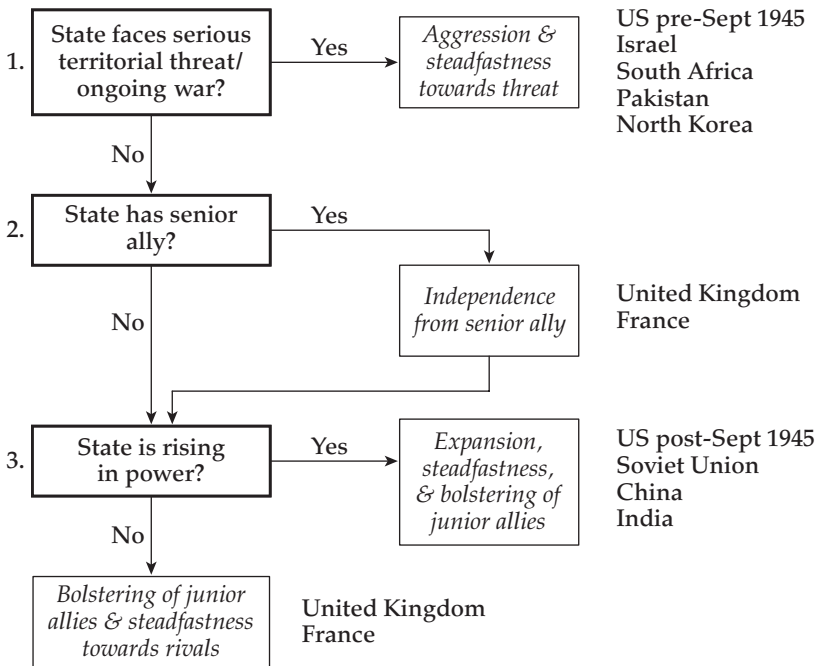 1.
State faces serious
territorial threat/
ongoing war?
Yes
Aggression &
steadfastness
towards threat
US pre-Sept 1945
Israel
South Africa
Pakistan
North Korea
No
2.
State has senior
ally?
Yes
Independence
from senior ally
United Kingdom
France
No
3.
State is rising
in power?
Yes
Expansion,
steadfastness,
& bolstering of
junior allies
US post-Sept 1945
Soviet Union
China
India
No
Bolstering of junior
allies & steadfastness
towards rivals
United Kingdom
France